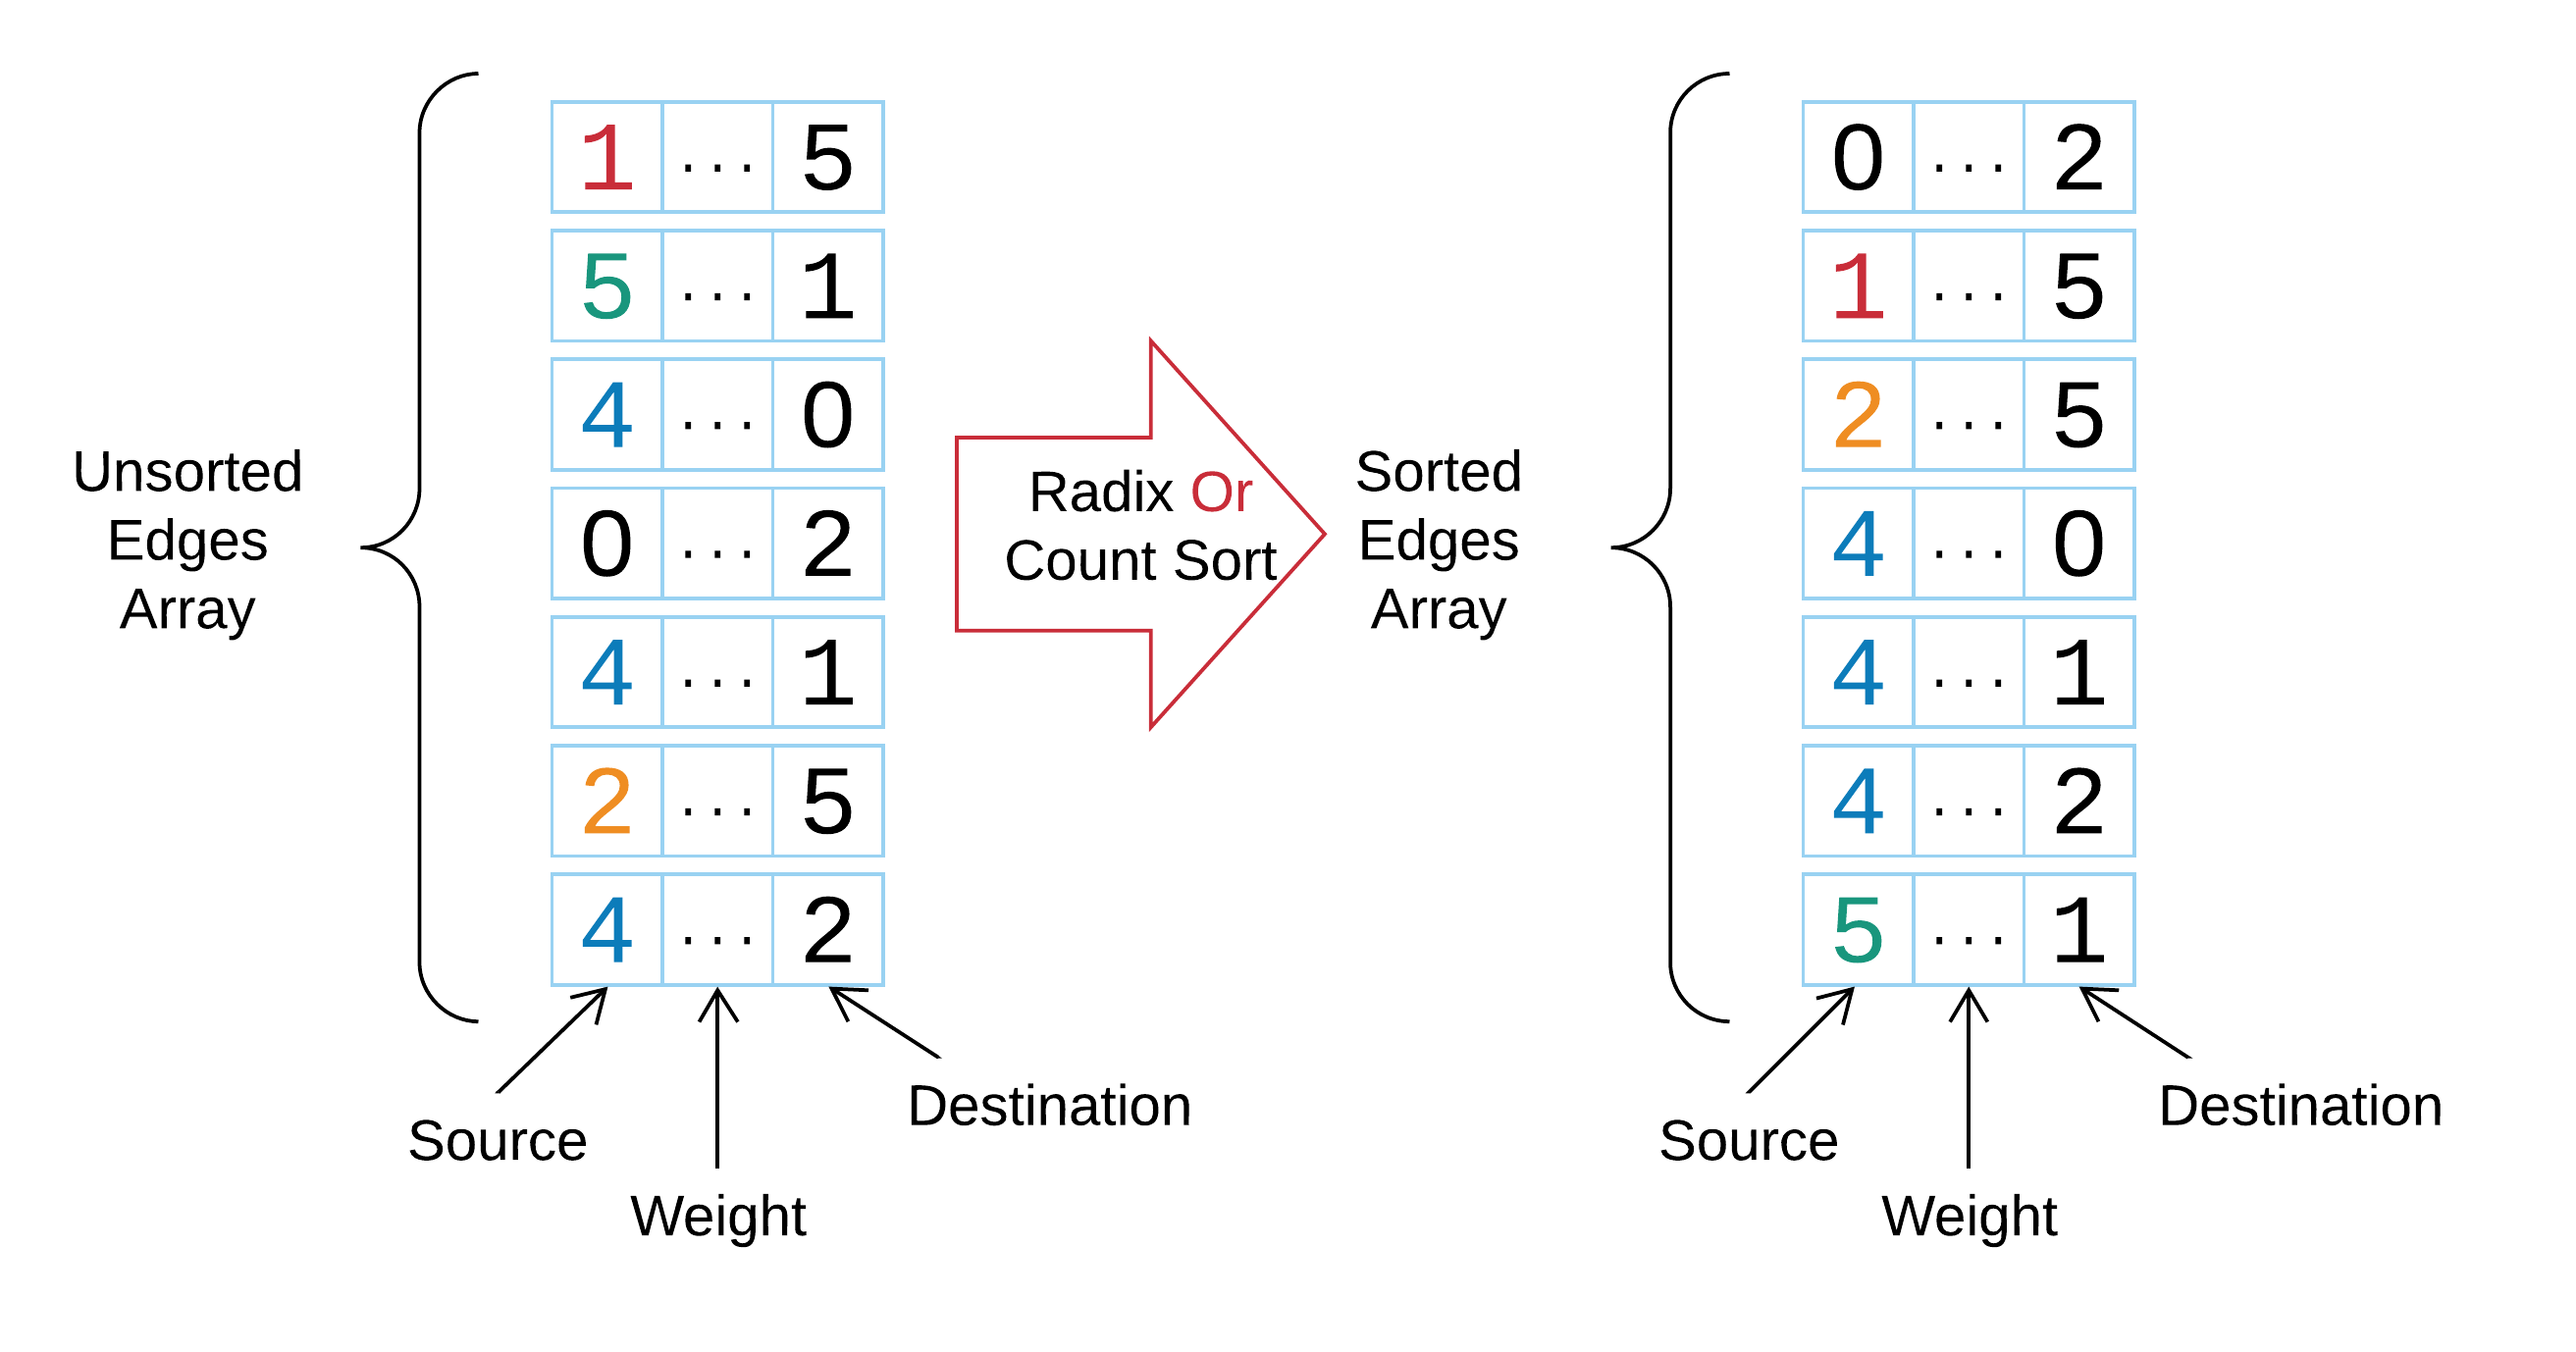 Unsorted
Edges
Array
1 ... 5
5 ... 1
4 ... 0
0 ... 2
4 ... 1
2 ... 5
4 ... 2
Source
Weight
Destination
Radix Or
Count Sort
Sorted
Edges
Array
0 ... 2
1 ... 5
2 ... 5
4 ... 0
4 ... 1
4 ... 2
5 ... 1
Source
Weight
Destination